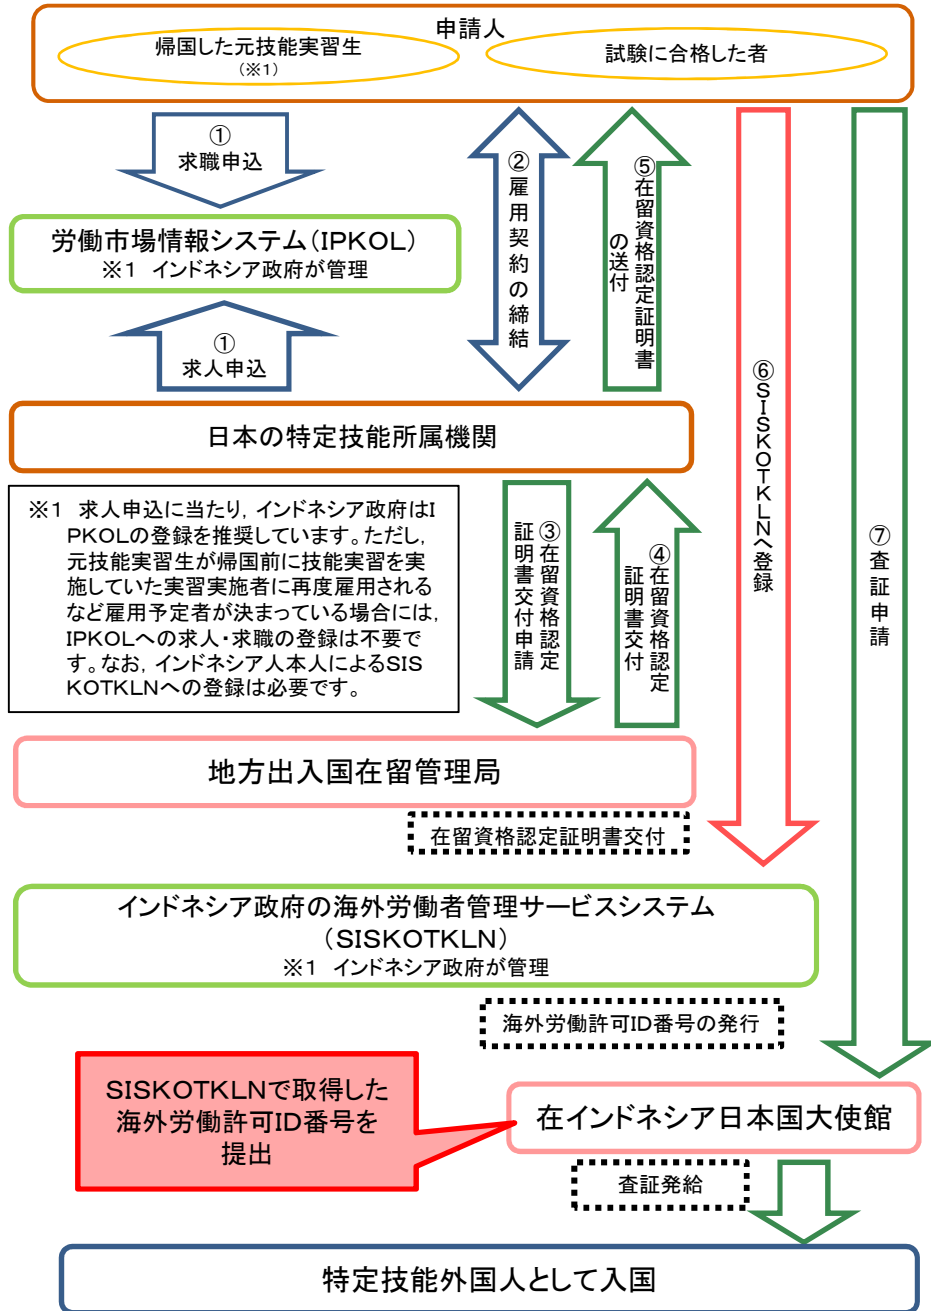 申請人
帰国した元技能実習生
(※1)
試験に合格した者
①
求職申込
②雇用契約の締結
⑤在留資格認定証明書
の送付
労働市場情報システム(IPKOL)
※1 インドネシア政府が管理
①
求人申込
⑥SISKOTKLNへ登録
⑦査証申請
日本の特定技能所属機関
※1 求人申込に当たり,インドネシア政府はI
PKOLの登録を推奨しています。ただし,
元技能実習生が帰国前に技能実習を実
施していた実習実施者に再度雇用される
など雇用予定者が決まっている場合には,
IPKOLへの求人・求職の登録は不要で
す。なお,インドネシア人本人によるSIS
KOTKLNへの登録は必要です。
③在留資格認定
証明書交付申請
④在留資格認定
証明書交付
地方出入国在留管理局
在留資格認定証明書交付
インドネシア政府の海外労働者管理サービスシステム
(SISKOTKLN)
※1 インドネシア政府が管理
海外労働許可ID番号の発行
SISKOTKLNで取得した
海外労働許可ID番号を
提出
在インドネシア日本国大使館
査証発給
特定技能外国人として入国